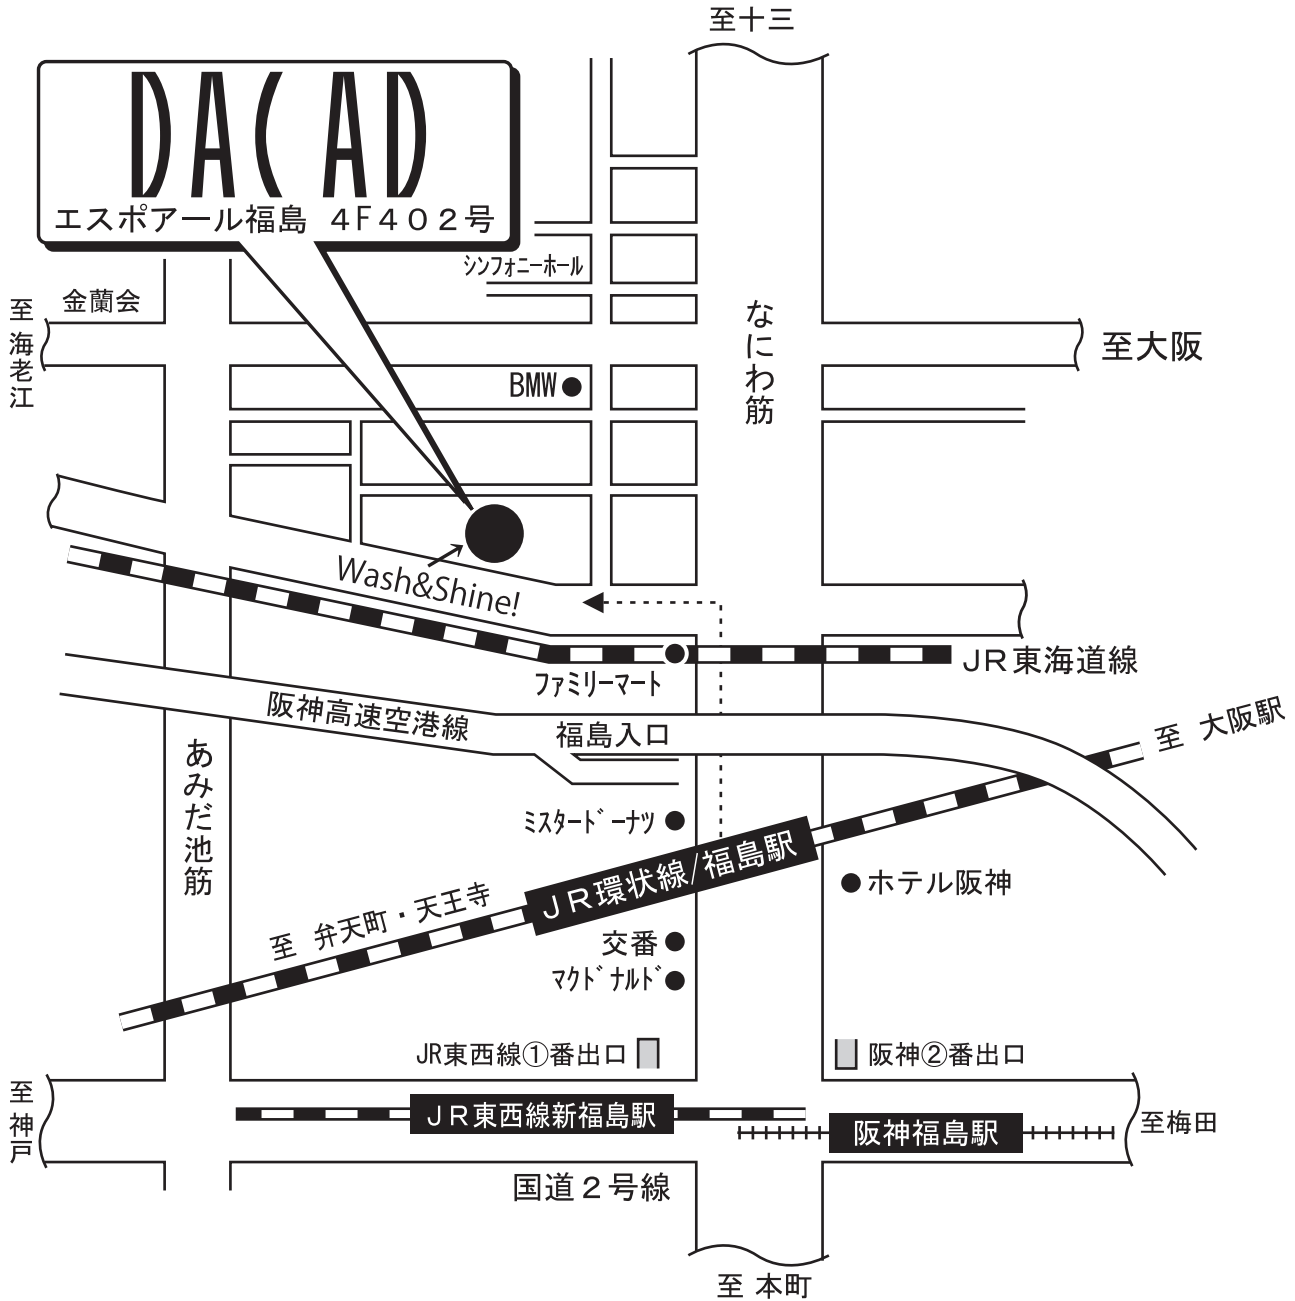 至十三
DACAD
エスポアール福島 4F402号
シンフォニーホール
金蘭会
至海老江
なにわ筋
至大阪
BMW
Wash&Shine!
ファミリーマート
JR東海道線
阪神高速空港線
福島入口
至 大阪駅
あみだ池筋
ミスタードーナツ
JR環状線/福島駅
ホテル阪神
至 弁天町・天王寺
交番
マクドナルド
JR東西線①番出口
阪神②番出口
至神戸
JR東西線新福島駅
阪神福島駅
至梅田
国道2号線
至 本町